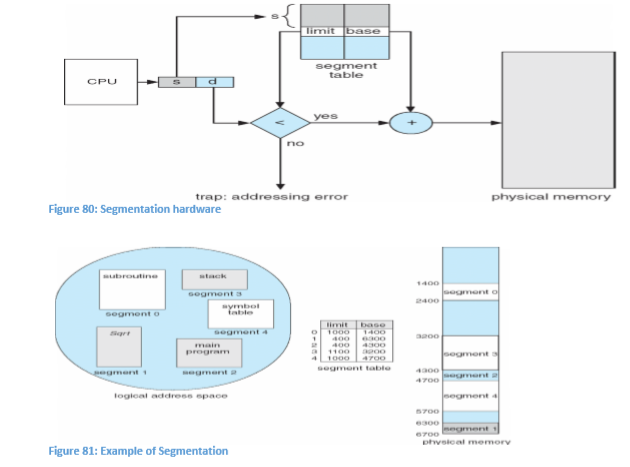 s
limit base
segment
table
CPU
s d
<
yes
+
no
trap: addressing error
physical memory
Figure 80: Segmentation hardware
subroutine
segment 0
stack
segment 3
symbol
table
segment 4
Sqrt
segment 1
main
program
segment 2
logical address space
limit base
0 1000 1400
1 400 6300
2 400 4300
3 1100 3200
4 1000 4700
segment table
1400
segment 0
2400
3200
segment 3
4300
segment 2
4700
segment 4
5700
6300
segment 1
6700
physical memory
Figure 81: Example of Segmentation